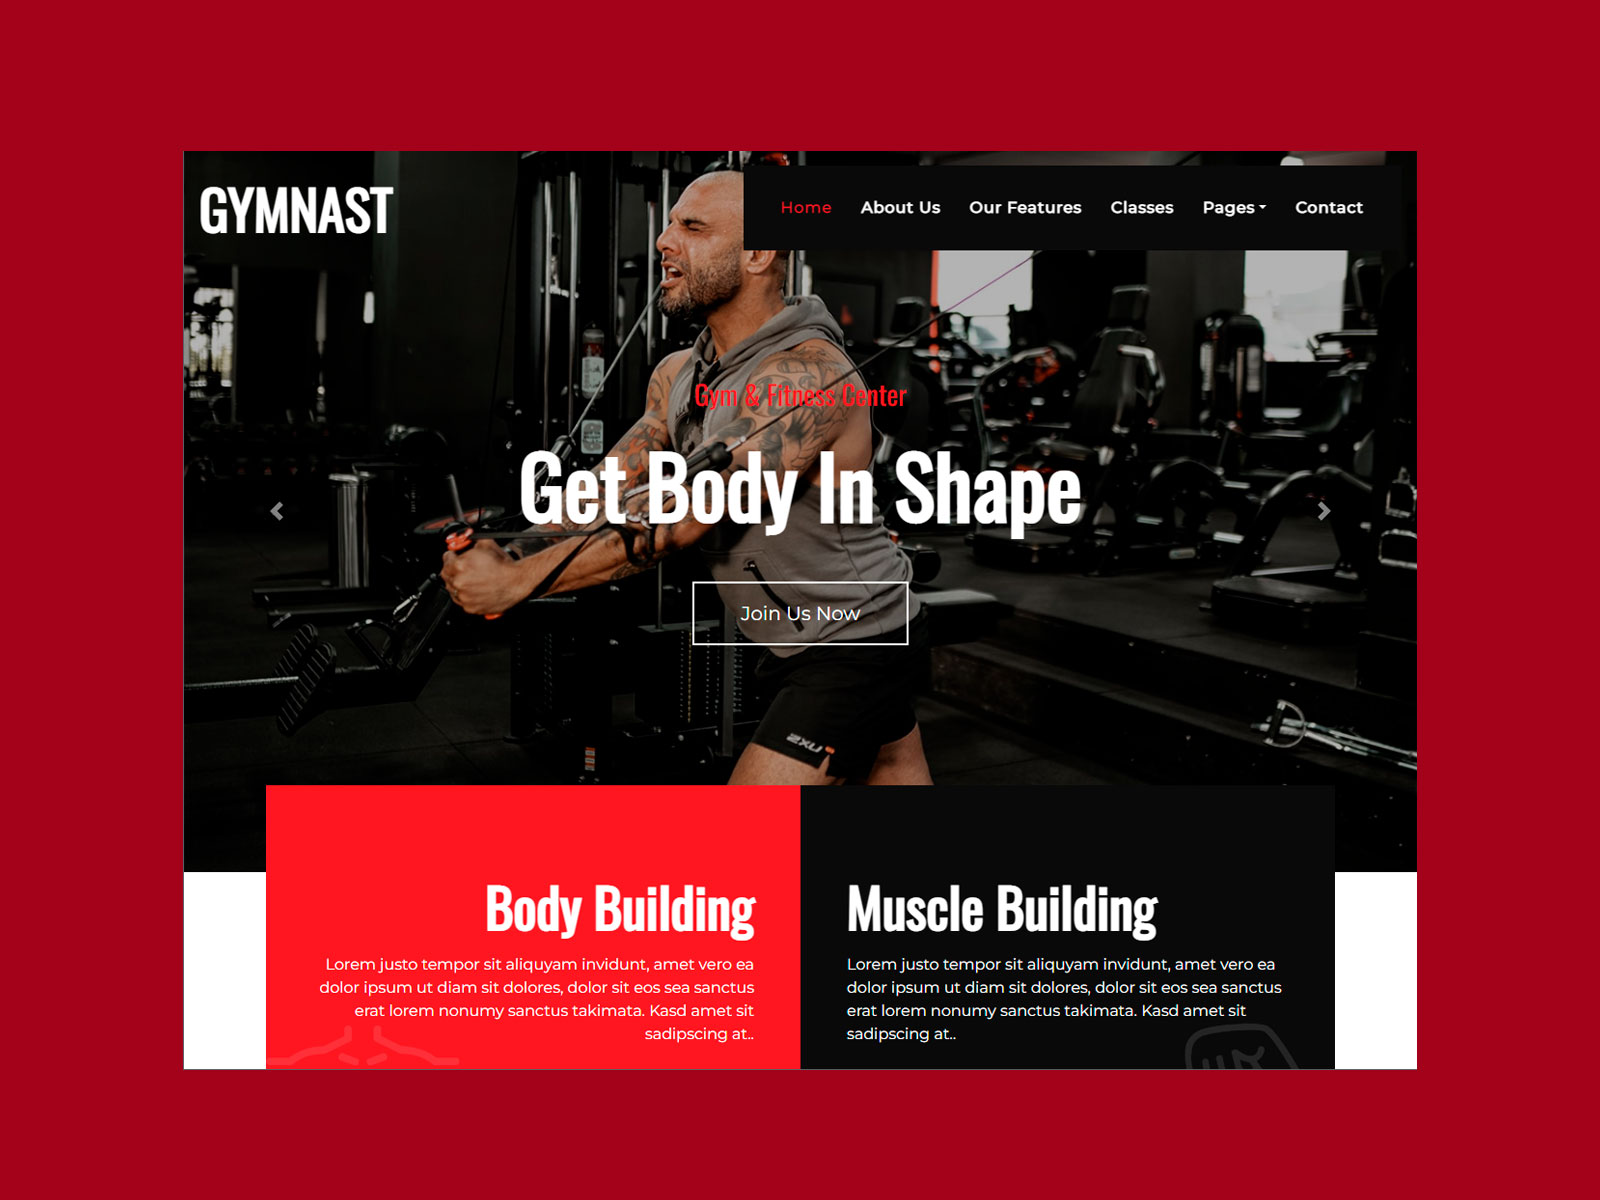 GYMNAST
Home About Us Our Features Classes Pages Contact
Gym & Fitness Center
Get Body In Shape
Join Us Now
2XU
Body Building
Lorem justo tempor sit aliquyam invidunt, amet vero ea
dolor ipsum ut diam sit dolores, dolor sit eos sea sanctus
erat lorem nonumy sanctus takimata. Kasd amet sit
sadipscing at..
Muscle Building
Lorem justo tempor sit aliquyam invidunt, amet vero ea
dolor ipsum ut diam sit dolores, dolor sit eos sea sanctus
erat lorem nonumy sanctus takimata. Kasd amet sit
sadipscing at..